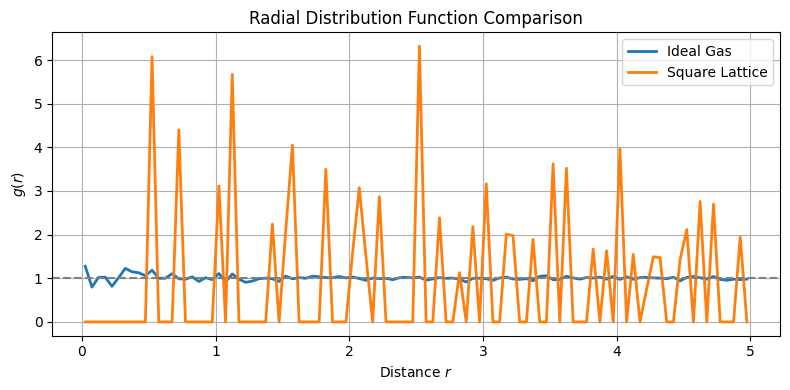 Radial Distribution Function Comparison
Ideal Gas
Square Lattice
g(r)
6
5
4
3
2
1
0
0 1 2 3 4 5
Distance r